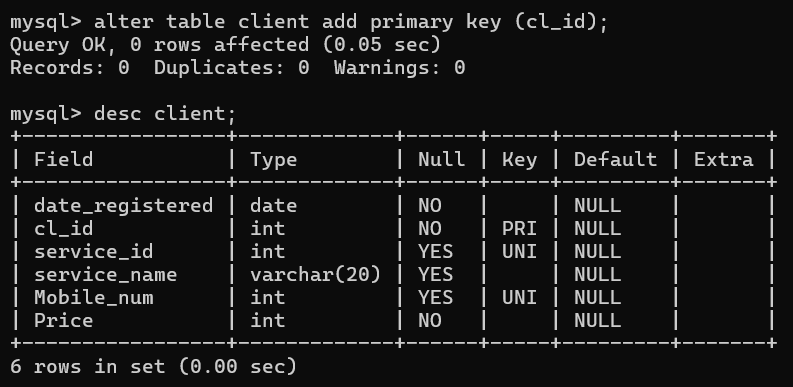 mysql> alter table client add primary key (cl_id);
Query OK, 0 rows affected (0.05 sec)
Records: 0  Duplicates: 0  Warnings: 0

mysql> desc client;
+-----------------+-------------+------+-----+---------+-------+
| Field           | Type        | Null | Key | Default | Extra |
+-----------------+-------------+------+-----+---------+-------+
| date_registered | date        | NO   |     | NULL    |       |
| cl_id           | int         | NO   | PRI | NULL    |       |
| service_id      | int         | YES  | UNI | NULL    |       |
| service_name    | varchar(20) | YES  |     | NULL    |       |
| Mobile_num      | int         | YES  | UNI | NULL    |       |
| Price           | int         | NO   |     | NULL    |       |
+-----------------+-------------+------+-----+---------+-------+
6 rows in set (0.00 sec)